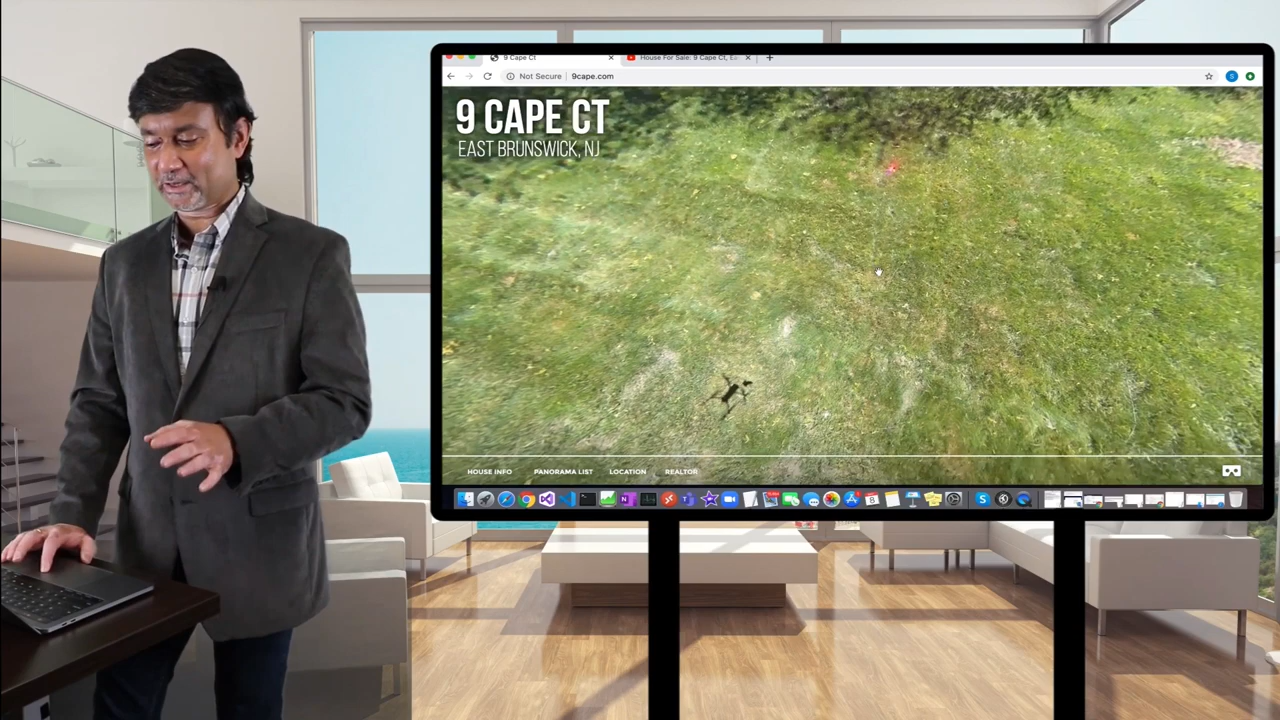 9 Cape Ct
House For Sale: 9 Cape Ct, Ea
Not Secure
9cape.com
S
9 CAPE CT
EAST BRUNSWICK, NJ
HOUSE INFO
PANORAMA LIST
LOCATION
REALTOR
8